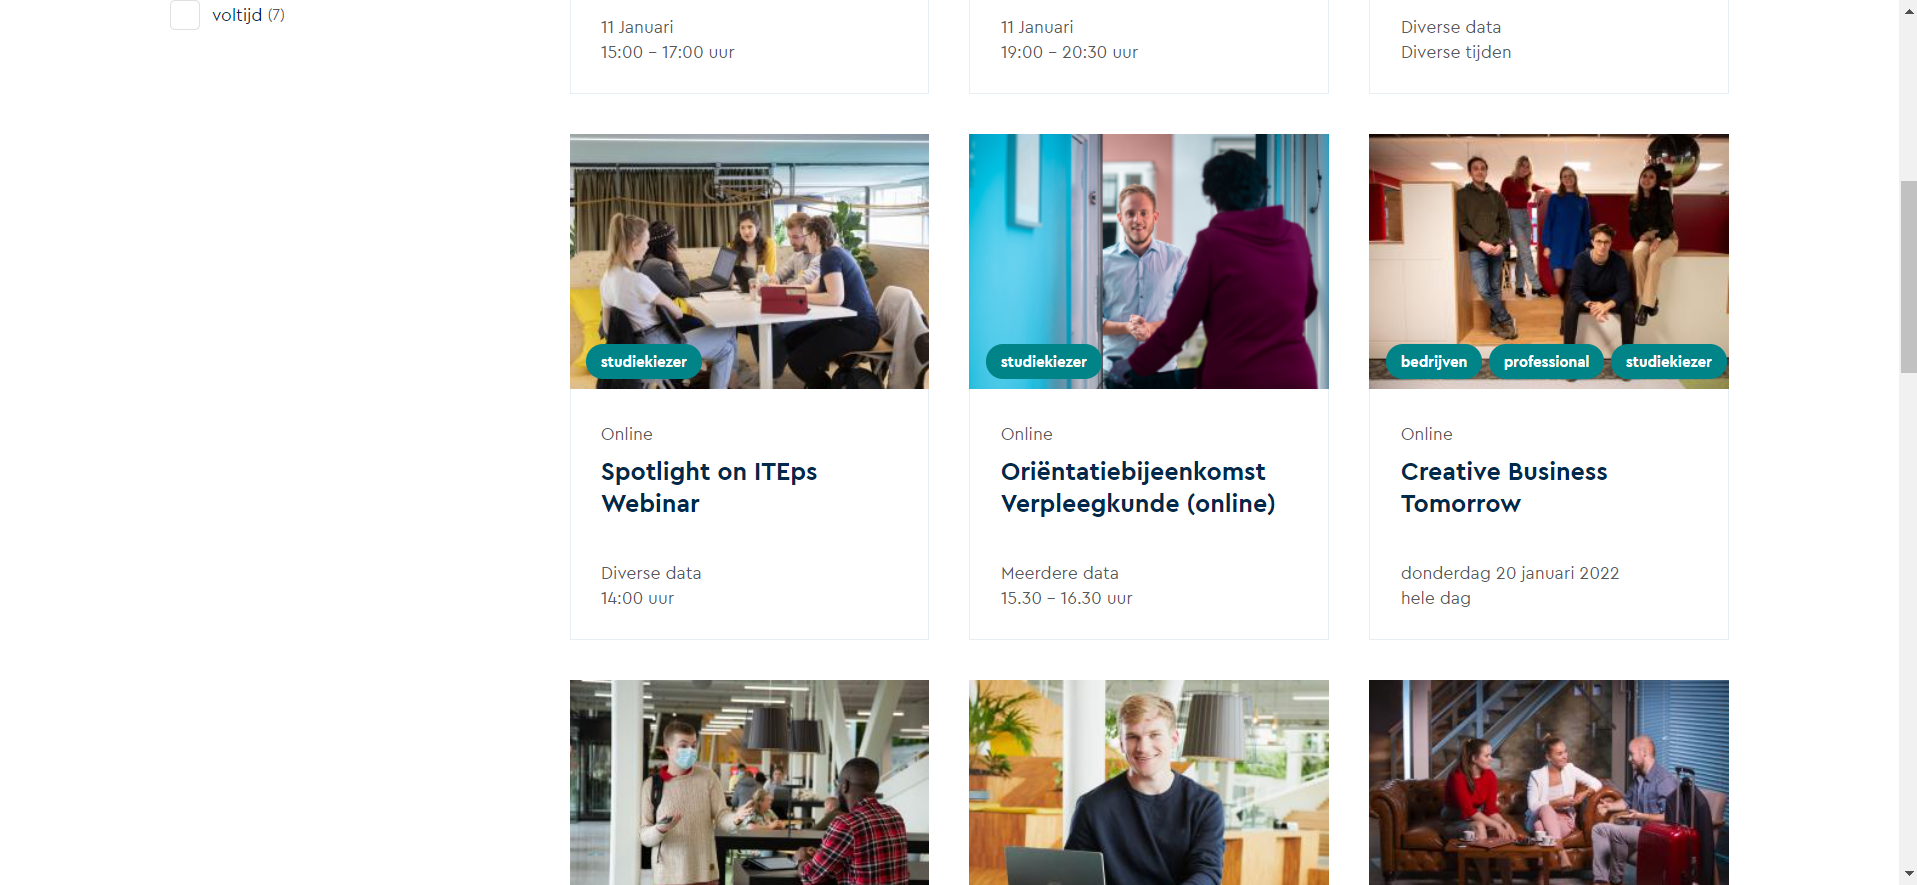 voltijd (7)
11 Januari
15:00 – 17:00 uur
11 Januari
19:00 – 20:30 uur
Diverse data
Diverse tijden
studiekiezer
Online
Spotlight on ITEps
Webinar
Diverse data
14:00 uur
studiekiezer
Online
Oriëntatiebijeenkomst
Verpleegkunde (online)
Meerdere data
15.30 – 16.30 uur
bedrijven professional studiekiezer
Online
Creative Business
Tomorrow
donderdag 20 januari 2022
hele dag